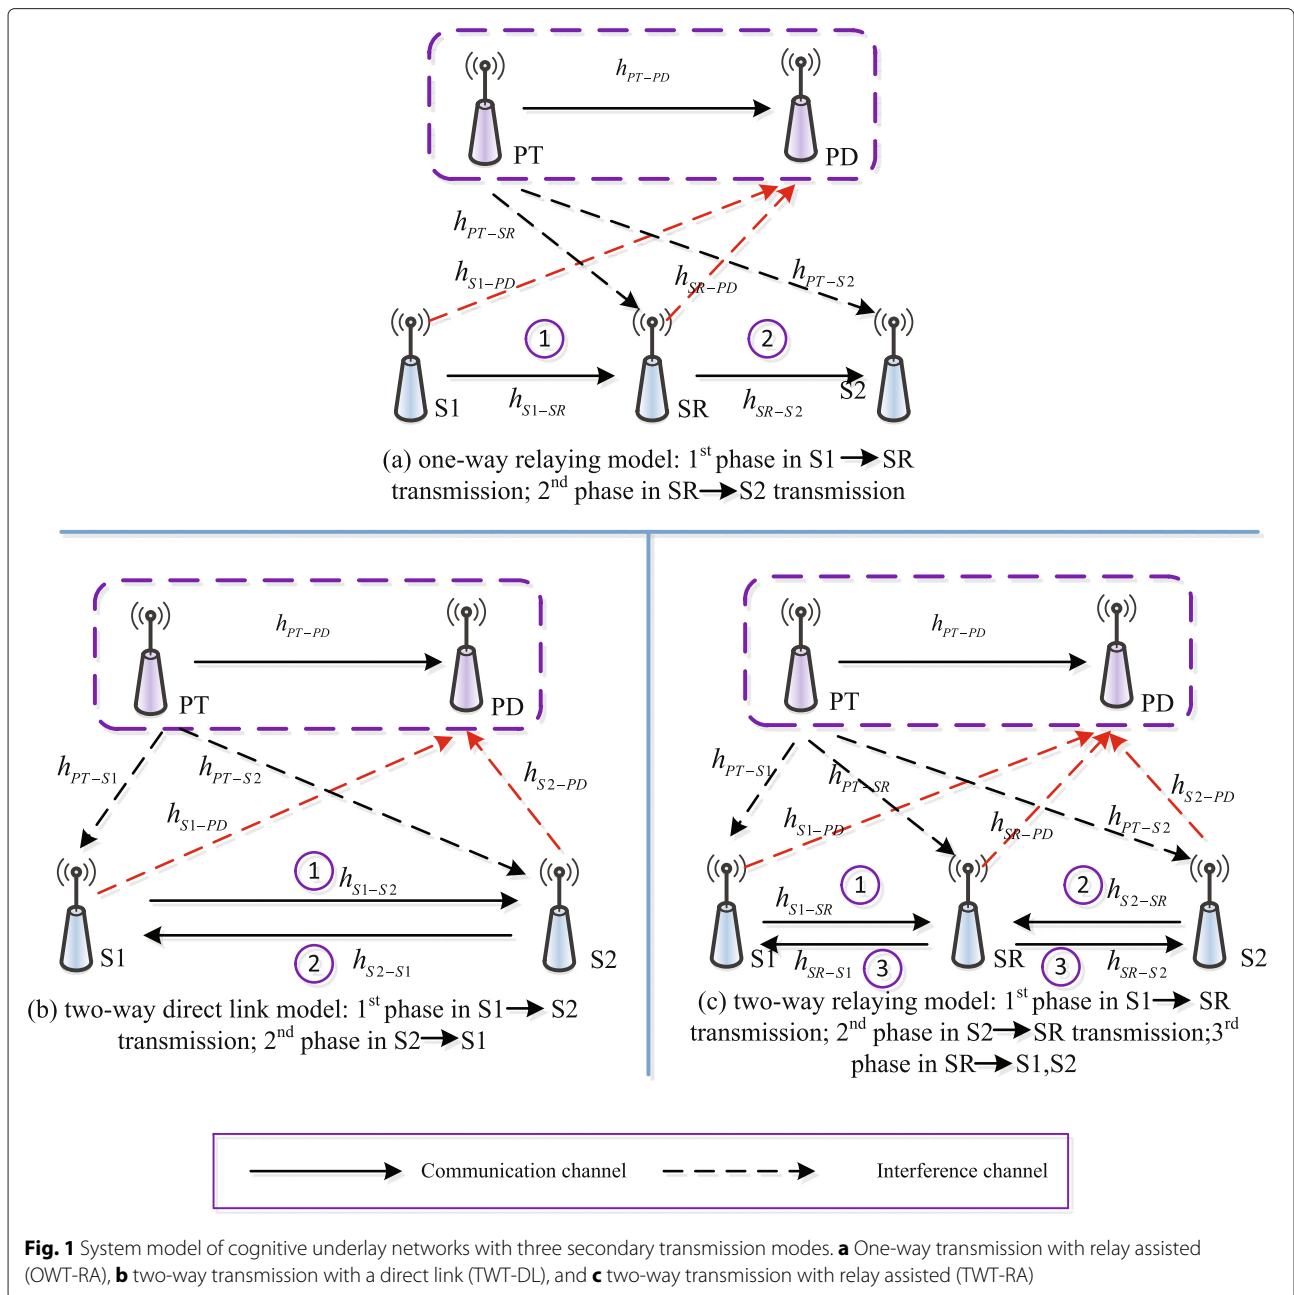 h_{PT−PD}
PT
PD
h_{PT−SR}
h_{S1−PD}
h_{SR−PD}
h_{PT−S2}
1
2
S1
h_{S1−SR}
SR
h_{SR−S2}
S2
(a) one-way relaying model: 1st phase in S1→SR
transmission; 2nd phase in SR→S2 transmission
h_{PT−PD}
PT
PD
h_{PT−S1}
h_{PT−S2}
h_{S2−PD}
h_{S1−PD}
1
h_{S1−S2}
S1
2
h_{S2−S1}
S2
(b) two-way direct link model: 1st phase in S1→S2
transmission; 2nd phase in S2→S1
h_{PT−PD}
PT
PD
h_{PT−S1}
h_{PT−SR}
h_{S2−PD}
h_{S1−PD}
h_{SR−PD}
h_{PT−S2}
1
2
h_{S1−SR}
h_{S2−SR}
S1
h_{SR−S1}
3
SR
3
h_{SR−S2}
S2
(c) two-way relaying model: 1st phase in S1→SR
transmission; 2nd phase in S2→SR transmission;3rd
phase in SR→S1,S2
Communication channel
Interference channel
Fig. 1 System model of cognitive underlay networks with three secondary transmission modes. a One-way transmission with relay assisted
(OWT-RA), b two-way transmission with a direct link (TWT-DL), and c two-way transmission with relay assisted (TWT-RA)